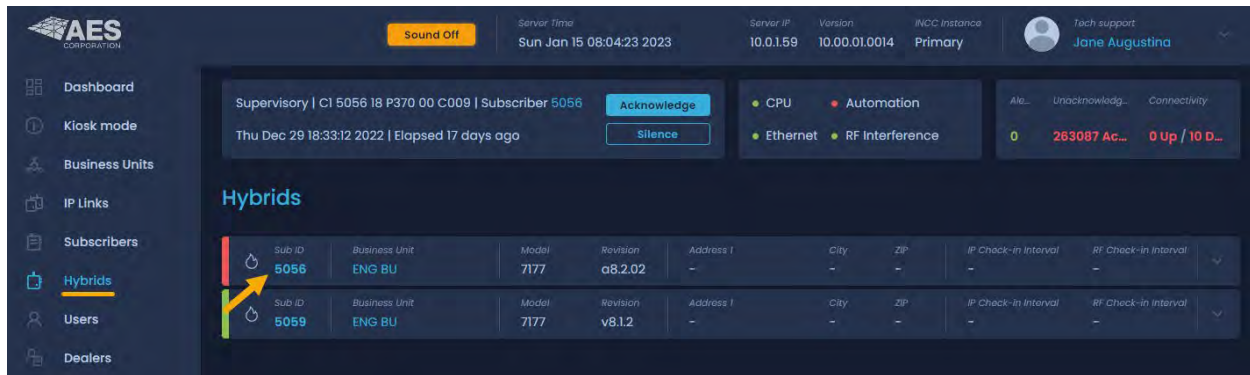 AES
CORPORATION
Sound Off
Server Time
Sun Jan 15 08:04:23 2023
Server IP
10.0.1.59
Version
10.00.01.0014
INCC Instance
Primary
Tech support
Jane Augustina
Dashboard
Kiosk mode
Business Units
IP Links
Subscribers
Hybrids
Users
Dealers
Supervisory | C1 5056 18 P370 00 C009 | Subscriber 5056
Thu Dec 29 18:33:12 2022 | Elapsed 17 days ago
Acknowledge
Silence
CPU
Automation
Ethernet
RF Interference
Ale...
Unacknowledg...
Connectivity
0
263087 Ac...
0 Up / 10 D...
Hybrids
Sub ID Business Unit Model Revision Address 1 City ZIP IP Check-in Interval RF Check-in Interval
5056 ENG BU 7177 a8.2.02 - - - - -
Sub ID Business Unit Model Revision Address 1 City ZIP IP Check-in Interval RF Check-in Interval
5059 ENG BU 7177 v8.1.2 - - - - -